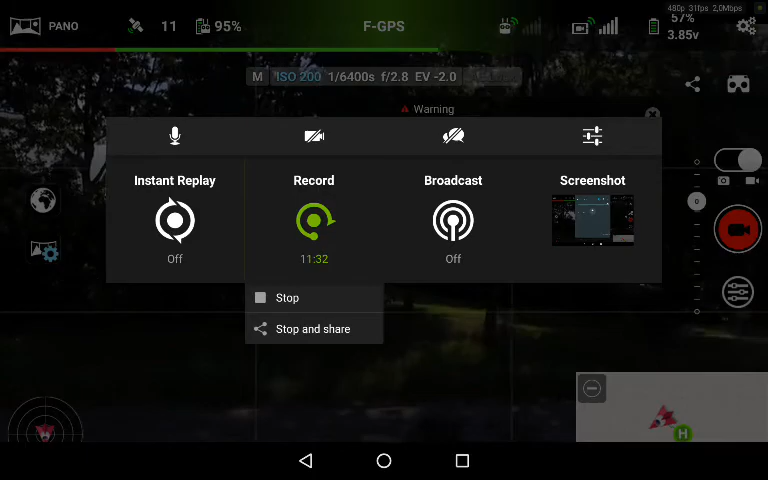 480p 31fps 2,0Mbps
PANO
11
95%
F-GPS
57%
3.85v
M ISO 200 1/6400s f/2.8 EV -2.0
Warning
Instant Replay
Record
Broadcast
Screenshot
0
Off
11:32
Off
Stop
Stop and share
H